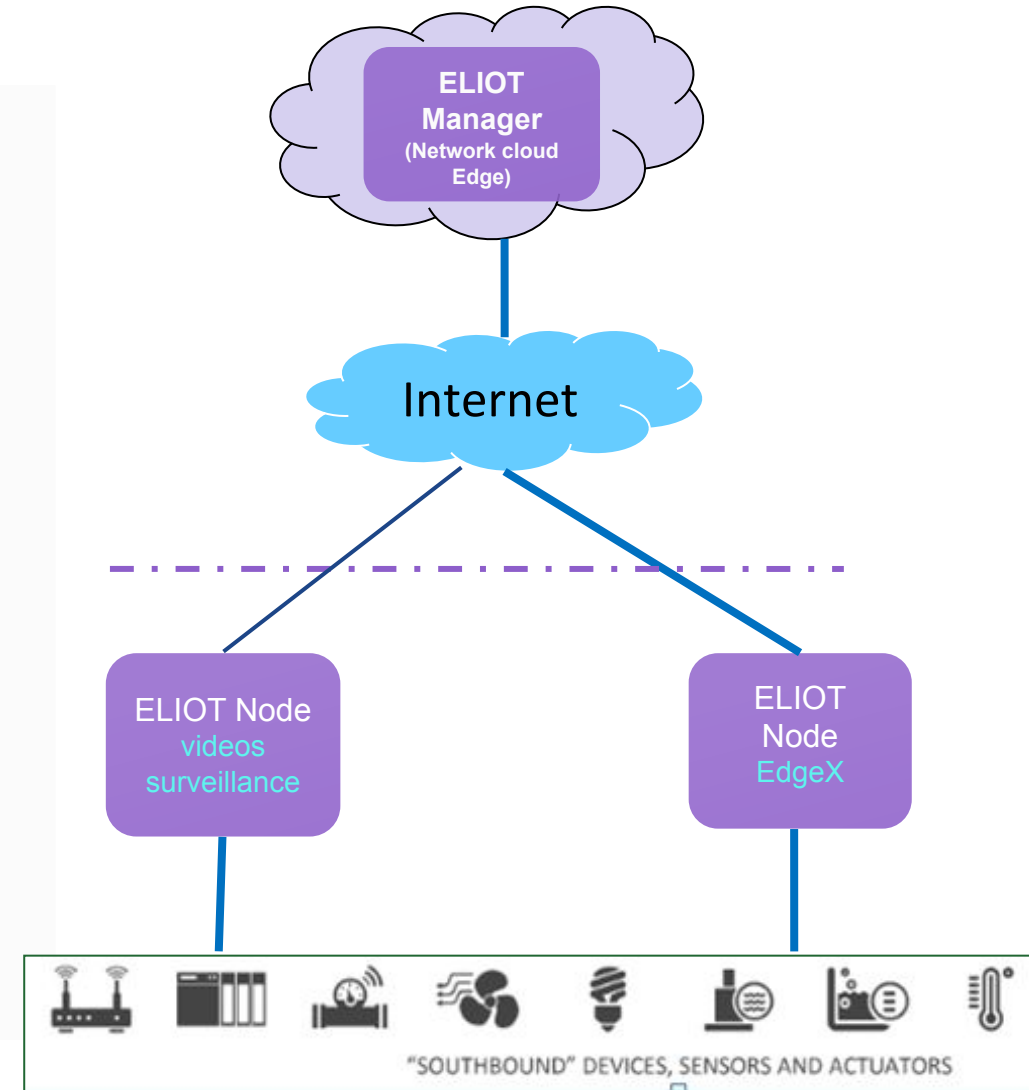 ELIOT
Manager
(Network cloud
Edge)
Internet
ELIOT Node
videos
surveillance
ELIOT
Node
EdgeX
"SOUTHBOUND" DEVICES, SENSORS AND ACTUATORS